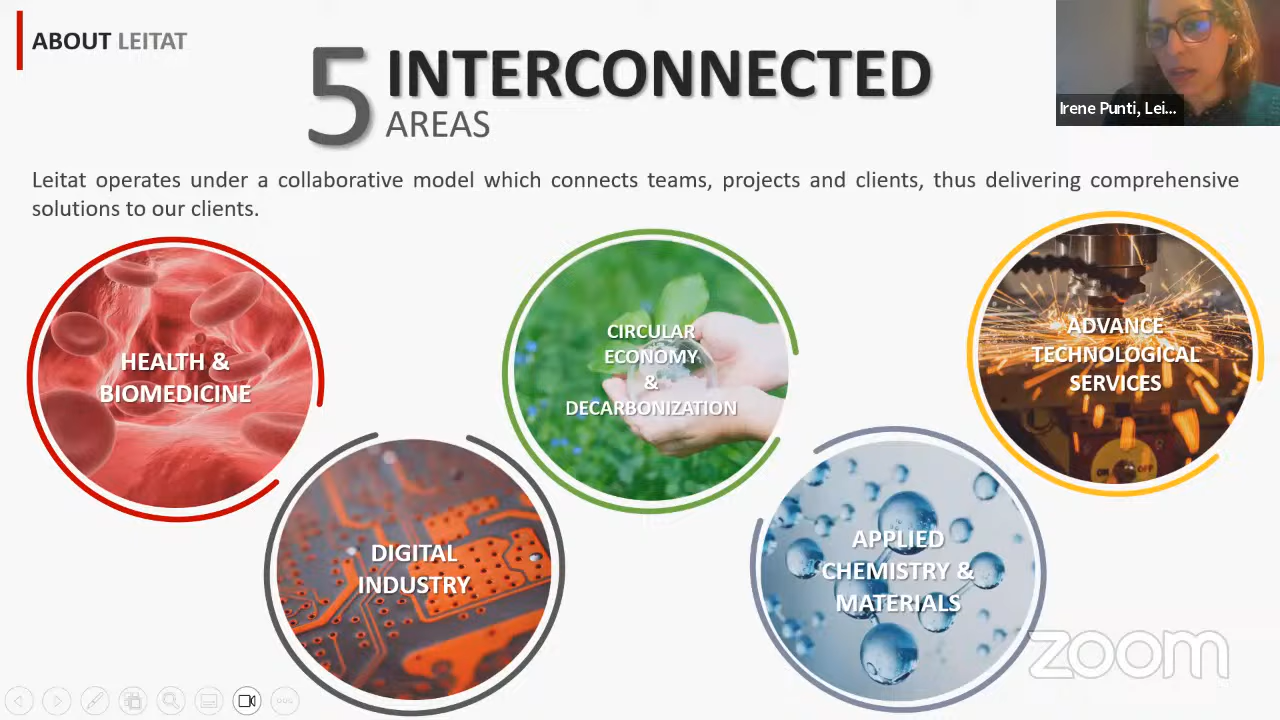 ABOUT LEITAT
5 INTERCONNECTED
AREAS
Irene Punti, Lei...
Leitat operates under a collaborative model which connects teams, projects and clients, thus delivering comprehensive
solutions to our clients.
HEALTH &
BIOMEDICINE
CIRCULAR
ECONOMY
&
DECARBONIZATION
ADVANCE
TECHNOLOGICAL
SERVICES
ON OFF
DIGITAL
INDUSTRY
APPLIED
CHEMISTRY &
MATERIALS
zoom